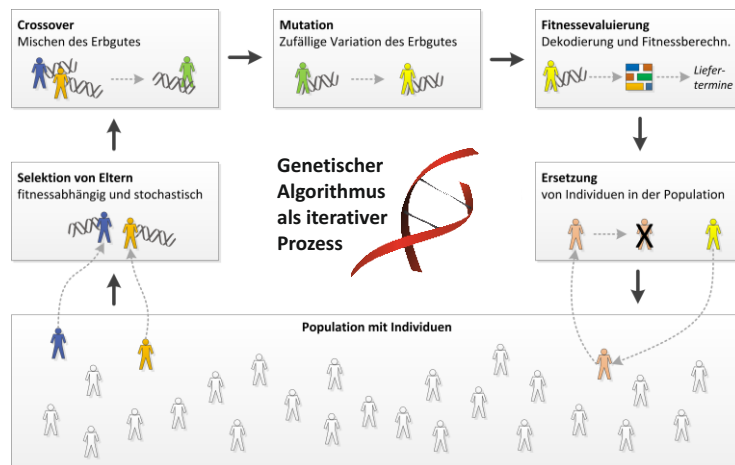 Crossover
Mischen des Erbgutes
Mutation
Zufällige Variation des Erbgutes
Fitnessevaluierung
Dekodierung und Fitnessberechn.
Liefer-
termine
Selektion von Eltern
fitnessabhängig und stochastisch
Genetischer
Algorithmus
als iterativer
Prozess
Ersetzung
von Individuen in der Population
Population mit Individuen